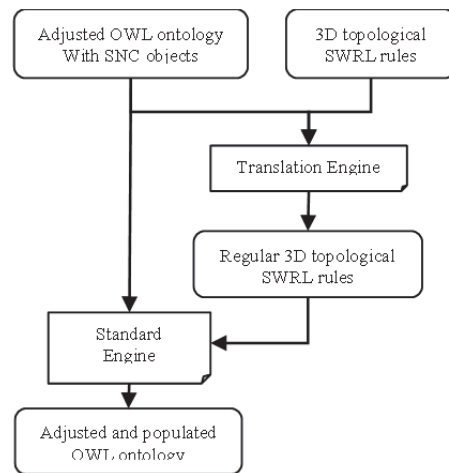 Adjusted OWL ontology
With SNC objects
3D topological
SWRL rules
Translation Engine
Regular 3D topological
SWRL rules
Standard
Engine
Adjusted and populated
OWL ontology